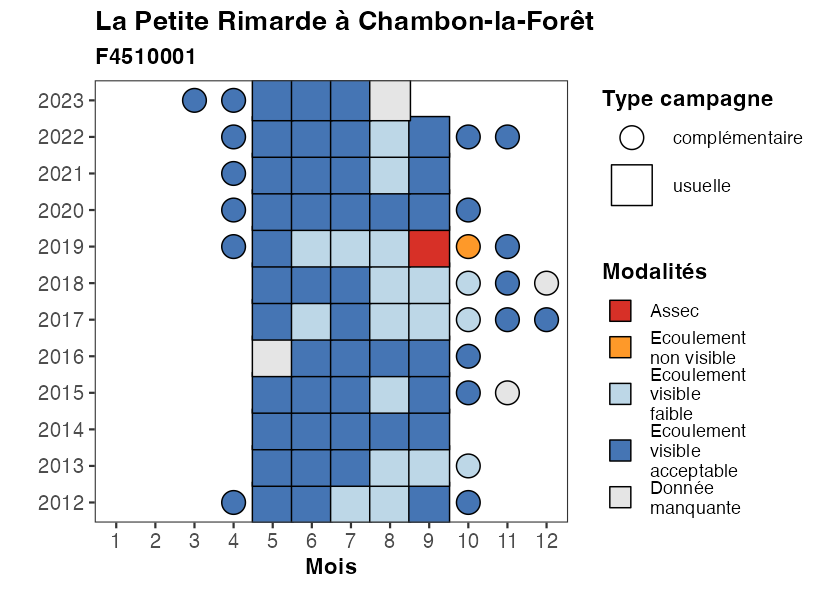 La Petite Rimarde à Chambon-la-Forêt
F4510001
2023
2022
2021
2020
2019
2018
2017
2016
2015
2014
2013
2012
1 2 3 4 5 6 7 8 9 10 11 12
Mois
Type campagne
complémentaire
usuelle
Modalités
Assec
Ecoulement
non visible
Ecoulement
visible
faible
Ecoulement
visible
acceptable
Donnée
manquante